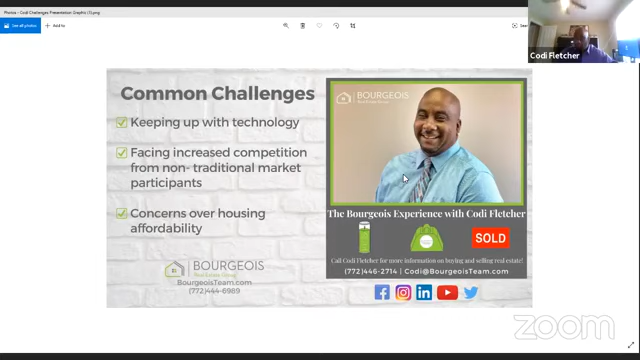 Photos - Codi Challenges Presentation Graphic (1).png
See all photos
Add to
Codi Fletcher
Common Challenges
Keeping up with technology
Facing increased competition
from non- traditional market
participants
Concerns over housing
affordability
BOURGEOIS
Real Estate Group
BourgeoisTeam.com
(772)444-6989
BOURGEOIS
Real Estate Group
The Bourgeois Experience with Codi Fletcher
SOLD
Call Codi Fletcher for more information on buying and selling real estate!
(772)446-2714 | Codi@BourgeoisTeam.com
zoom